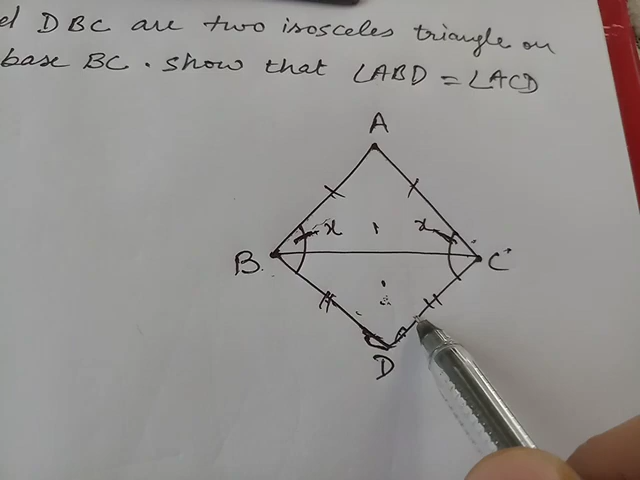 DBC are two isosceles triangle on
base BC. show that ∠ABD = ∠ACD
A
x
x
B
C
D